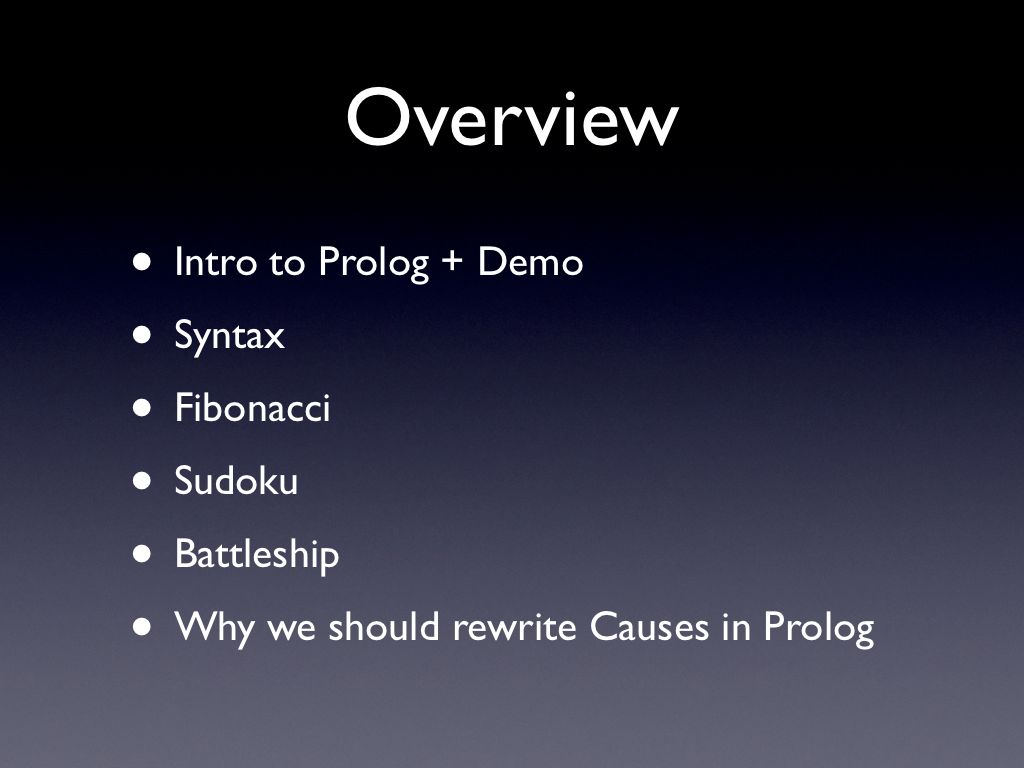 Overview
• Intro to Prolog + Demo
• Syntax
• Fibonacci
• Sudoku
• Battleship
• Why we should rewrite Causes in Prolog